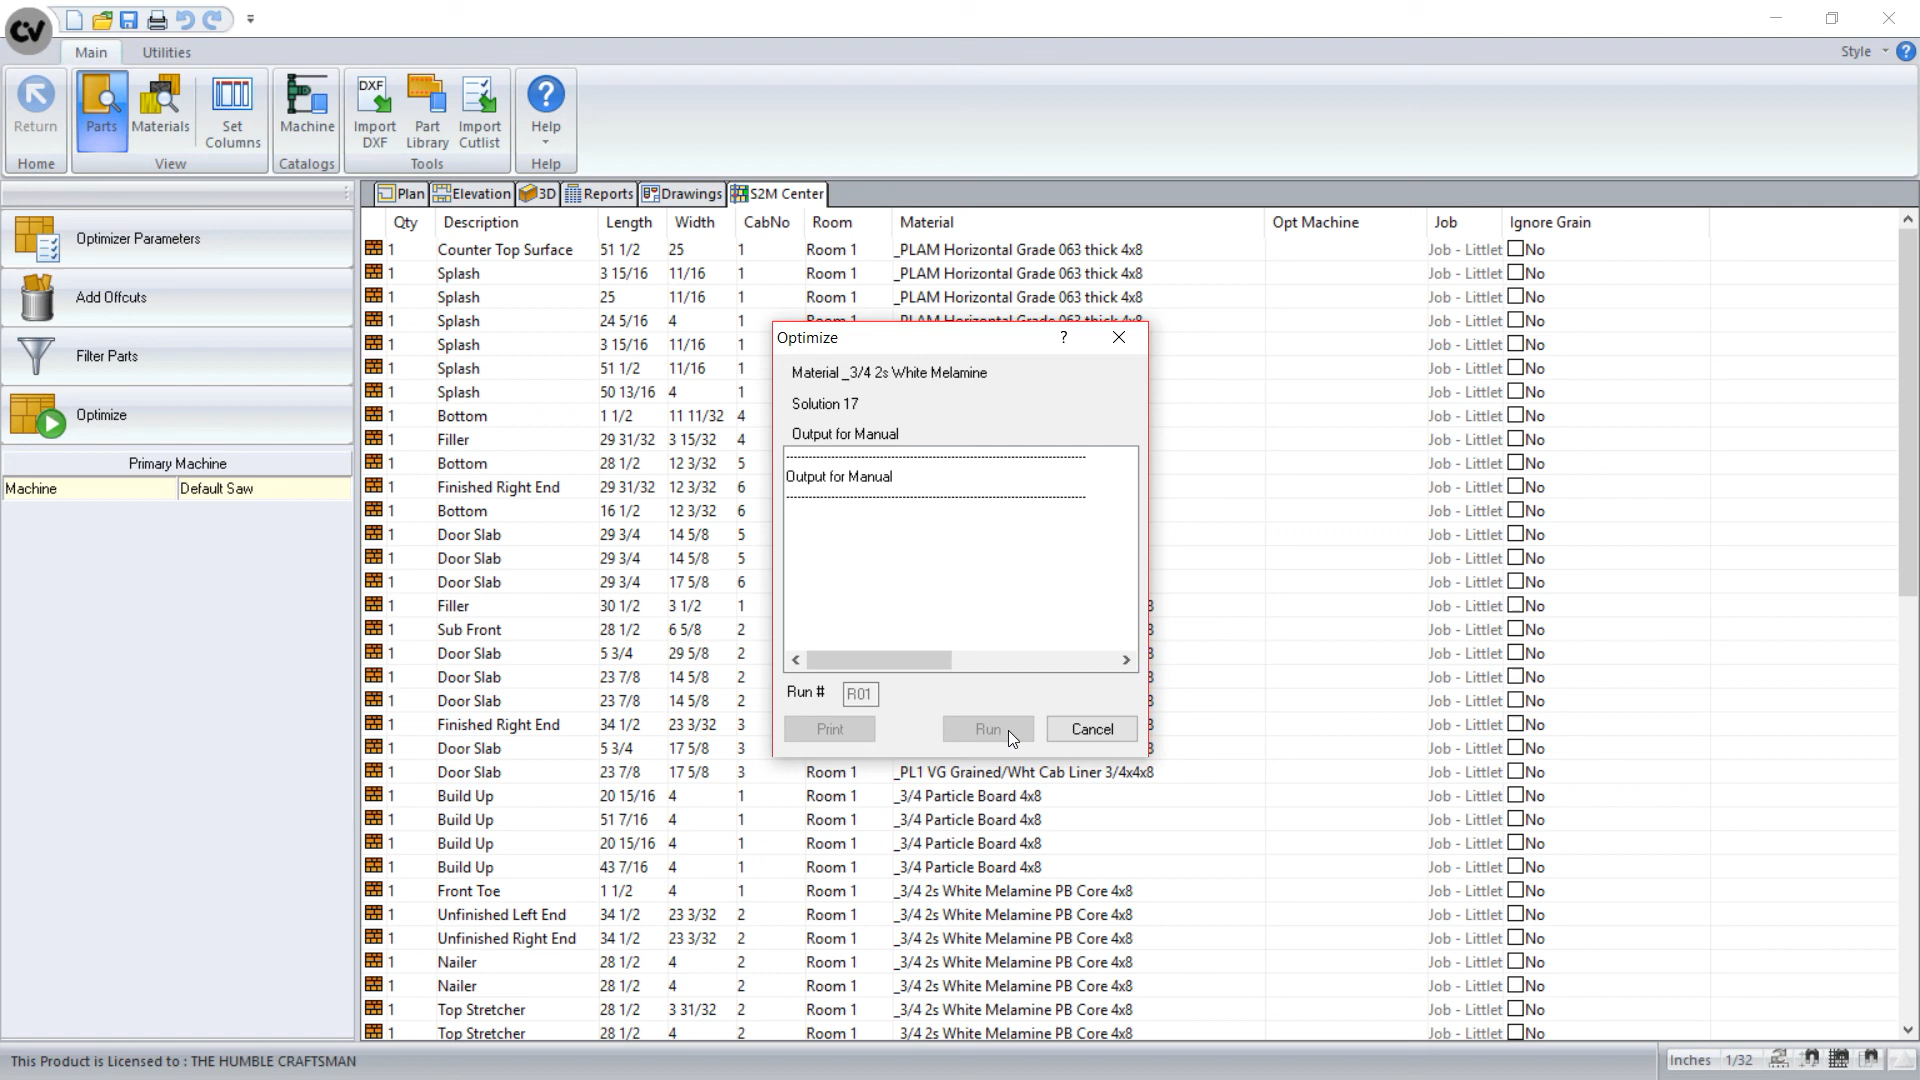 CV
Main Utilities Style
Return Parts Materials Set Columns Machine DXF Import DXF Part Library Import Cutlist Help
Home View Catalogs Tools Help
Plan Elevation 3D Reports Drawings S2M Center
Optimizer Parameters
Add Offcuts
Filter Parts
Optimize
Primary Machine
Machine Default Saw
Qty Description Length Width CabNo Room Material Opt Machine Job Ignore Grain
1 Counter Top Surface 51 1/2 25 1 Room 1 _PLAM Horizontal Grade 063 thick 4x8 Job - Littlet No
1 Splash 3 15/16 11/16 1 Room 1 _PLAM Horizontal Grade 063 thick 4x8 Job - Littlet No
1 Splash 25 11/16 1 Room 1 _PLAM Horizontal Grade 063 thick 4x8 Job - Littlet No
1 Splash 24 5/16 4 1 Room 1 _PLAM Horizontal Grade 063 thick 4x8 Job - Littlet No
1 Splash 3 15/16 11/16 1 Job - Littlet No
1 Splash 51 1/2 11/16 1 Job - Littlet No
1 Splash 50 13/16 4 1 Job - Littlet No
1 Bottom 1 1/2 11 11/32 4 Job - Littlet No
1 Filler 29 31/32 3 15/32 4 Job - Littlet No
1 Bottom 28 1/2 12 3/32 5 Job - Littlet No
1 Finished Right End 29 31/32 12 3/32 6 Job - Littlet No
1 Bottom 16 1/2 12 3/32 6 Job - Littlet No
1 Door Slab 29 3/4 14 5/8 5 Job - Littlet No
1 Door Slab 29 3/4 14 5/8 5 Job - Littlet No
1 Door Slab 29 3/4 17 5/8 6 Job - Littlet No
1 Filler 30 1/2 3 1/2 1 Job - Littlet No
1 Sub Front 28 1/2 6 5/8 2 Job - Littlet No
1 Door Slab 5 3/4 29 5/8 2 Job - Littlet No
1 Door Slab 23 7/8 14 5/8 2 Job - Littlet No
1 Door Slab 23 7/8 14 5/8 2 Job - Littlet No
1 Finished Right End 34 1/2 23 3/32 3 Job - Littlet No
1 Door Slab 5 3/4 17 5/8 3 Job - Littlet No
1 Door Slab 23 7/8 17 5/8 3 Room 1 _PL1 VG Grained/Wht Cab Liner 3/4x4x8 Job - Littlet No
1 Build Up 20 15/16 4 1 Room 1 _3/4 Particle Board 4x8 Job - Littlet No
1 Build Up 51 7/16 4 1 Room 1 _3/4 Particle Board 4x8 Job - Littlet No
1 Build Up 20 15/16 4 1 Room 1 _3/4 Particle Board 4x8 Job - Littlet No
1 Build Up 43 7/16 4 1 Room 1 _3/4 Particle Board 4x8 Job - Littlet No
1 Front Toe 1 1/2 4 1 Room 1 _3/4 2s White Melamine PB Core 4x8 Job - Littlet No
1 Unfinished Left End 34 1/2 23 3/32 2 Room 1 _3/4 2s White Melamine PB Core 4x8 Job - Littlet No
1 Unfinished Right End 34 1/2 23 3/32 2 Room 1 _3/4 2s White Melamine PB Core 4x8 Job - Littlet No
1 Nailer 28 1/2 4 2 Room 1 _3/4 2s White Melamine PB Core 4x8 Job - Littlet No
1 Nailer 28 1/2 4 2 Room 1 _3/4 2s White Melamine PB Core 4x8 Job - Littlet No
1 Top Stretcher 28 1/2 3 31/32 2 Room 1 _3/4 2s White Melamine PB Core 4x8 Job - Littlet No
1 Top Stretcher 28 1/2 4 2 Room 1 3/4 2s White Melamine PB Core 4x8 Job - Littlet No
Optimize ?
Material _3/4 2s White Melamine
Solution 17
Output for Manual
Output for Manual
Run # R01
Print Run Cancel
This Product is Licensed to : THE HUMBLE CRAFTSMAN Inches 1/32